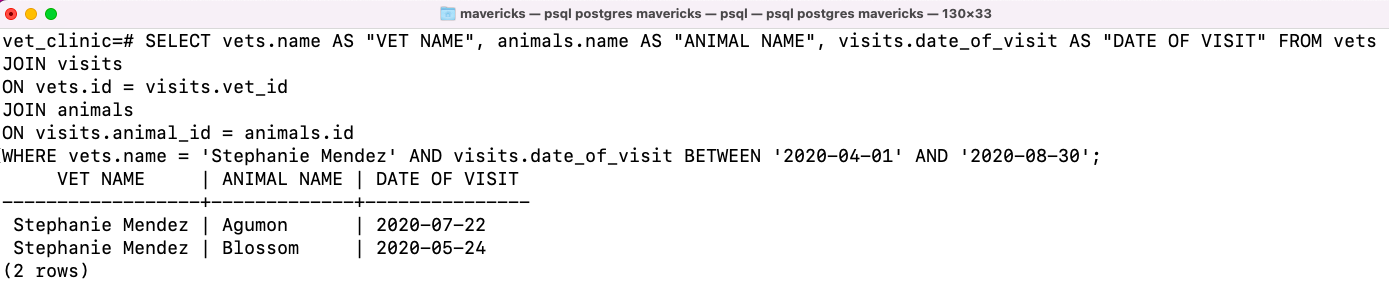 mavericks — psql postgres mavericks — psql — psql postgres mavericks — 130×33
vet_clinic=# SELECT vets.name AS "VET NAME", animals.name AS "ANIMAL NAME", visits.date_of_visit AS "DATE OF VISIT" FROM vets
JOIN visits
ON vets.id = visits.vet_id
JOIN animals
ON visits.animal_id = animals.id
WHERE vets.name = 'Stephanie Mendez' AND visits.date_of_visit BETWEEN '2020-04-01' AND '2020-08-30';
     VET NAME     | ANIMAL NAME | DATE OF VISIT
------------------+-------------+---------------
 Stephanie Mendez | Agumon      | 2020-07-22
 Stephanie Mendez | Blossom     | 2020-05-24
(2 rows)